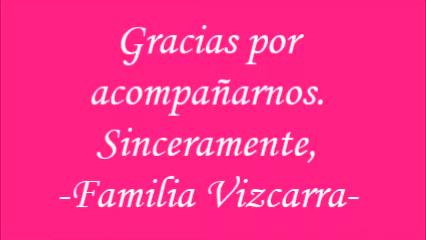 Gracias por
acompañarnos.
Sinceramente,
-Familia Vizcarra-